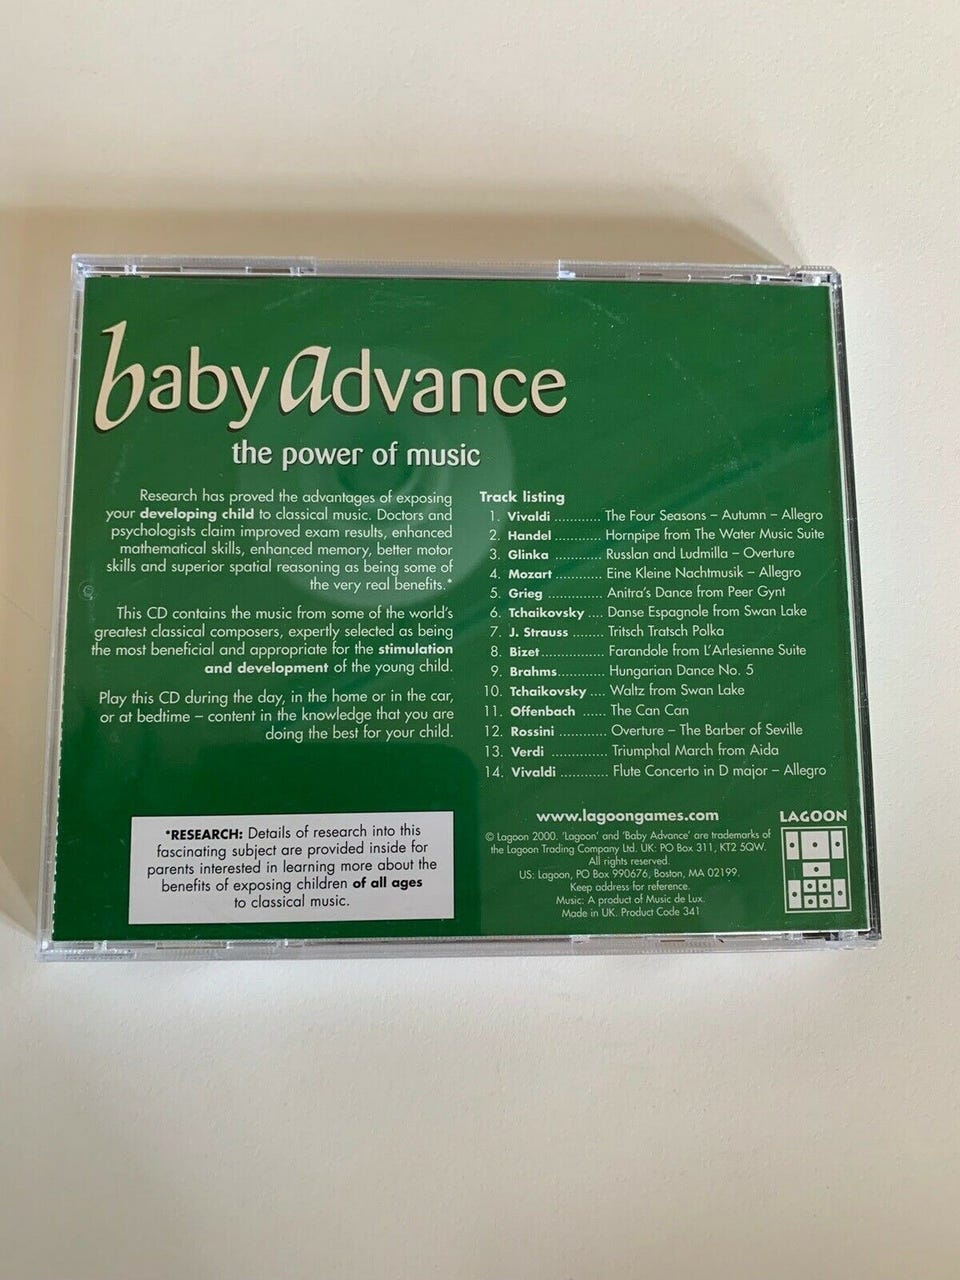 baby advance
the power of music
Research has proved the advantages of exposing
your developing child to classical music. Doctors and
psychologists claim improved exam results, enhanced
mathematical skills, enhanced memory, better motor
skills and superior spatial reasoning as being some of
the very real benefits.*
This CD contains the music from some of the world's
greatest classical composers, expertly selected as being
the most beneficial and appropriate for the stimulation
and development of the young child.
Play this CD during the day, in the home or in the car,
or at bedtime – content in the knowledge that you are
doing the best for your child.
*RESEARCH: Details of research into this
fascinating subject are provided inside for
parents interested in learning more about the
benefits of exposing children of all ages
to classical music.
Track listing
1. Vivaldi ........... The Four Seasons – Autumn – Allegro
2. Handel ........... Hornpipe from The Water Music Suite
3. Glinka ........... Russlan and Ludmilla – Overture
4. Mozart ........... Eine Kleine Nachtmusik – Allegro
5. Grieg ............. Anitra's Dance from Peer Gynt
6. Tchaikovsky .... Danse Espagnole from Swan Lake
7. J. Strauss ........ Tritsch Tratsch Polka
8. Bizet............... Farandole from L'Arlesienne Suite
9. Brahms............ Hungarian Dance No. 5
10. Tchaikovsky .... Waltz from Swan Lake
11. Offenbach ...... The Can Can
12. Rossini ............ Overture – The Barber of Seville
13. Verdi ............. Triumphal March from Aida
14. Vivaldi ............ Flute Concerto in D major – Allegro
www.lagoongames.com
© Lagoon 2000. 'Lagoon' and 'Baby Advance' are trademarks of
the Lagoon Trading Company Ltd. UK: PO Box 311, KT2 5QW.
All rights reserved.
US: Lagoon, PO Box 990676, Boston, MA 02199.
Keep address for reference.
Music: A product of Music de Lux.
Made in UK. Product Code 341
LAGOON